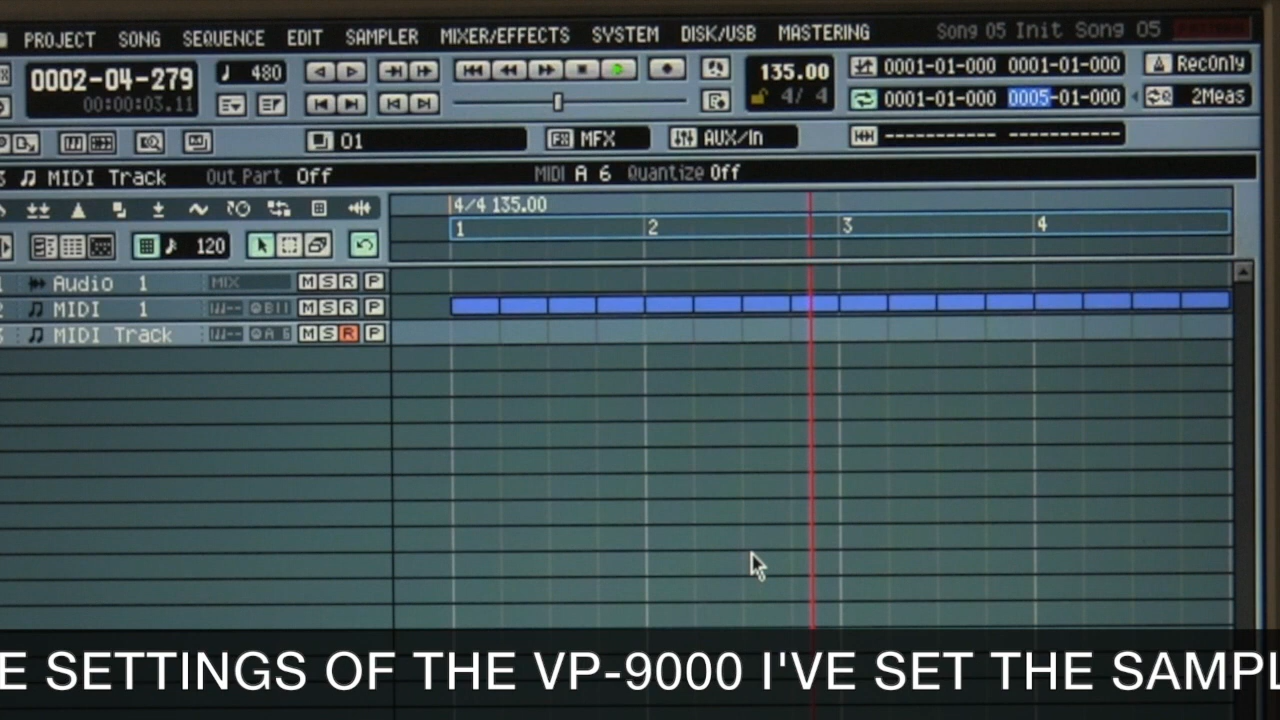 PROJECT SONG SEQUENCE EDIT SAMPLER MIXER/EFFECTS SYSTEM DISK/USB MASTERING Song 05 Init Song 05
0002-04-279 480 135.00 0001-01-000 0001-01-000 RecOnly
00:00:03.11 4/ 4 0001-01-000 0005-01-000 2Meas
01 FX MFX AUX/In ----------- -----------
MIDI Track Out Part Off MIDI A 6 Quantize Off
4/4 135.00
1 2 3 4
120
Audio 1 MIX M S R P
2 MIDI 1 M S R P
MIDI Track A 6 M S R P
E SETTINGS OF THE VP-9000 I'VE SET THE SAMPL